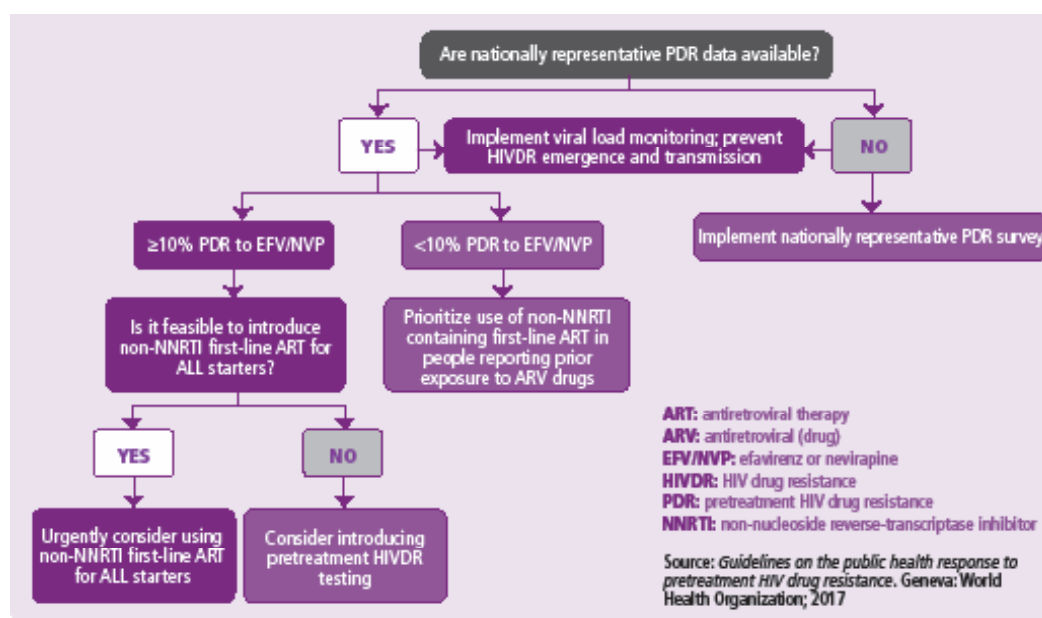 Are nationally representative PDR data available?
YES
Implement viral load monitoring; prevent
HIVDR emergence and transmission
NO
≥10% PDR to EFV/NVP
<10% PDR to EFV/NVP
Implement nationally representative PDR survey
Is it feasible to introduce
non-NNRTI first-line ART for
ALL starters?
Prioritize use of non-NNRTI
containing first-line ART in
people reporting prior
exposure to ARV drugs
YES
NO
Urgently consider using
non-NNRTI first-line ART
for ALL starters
Consider introducing
pretreatment HIVDR
testing
ART: antiretroviral therapy
ARV: antiretroviral (drug)
EFV/NVP: efavirenz or nevirapine
HIVDR: HIV drug resistance
PDR: pretreatment HIV drug resistance
NNRTI: non-nucleoside reverse-transcriptase inhibitor
Source: Guidelines on the public health response to
pretreatment HIV drug resistance. Geneva: World
Health Organization; 2017